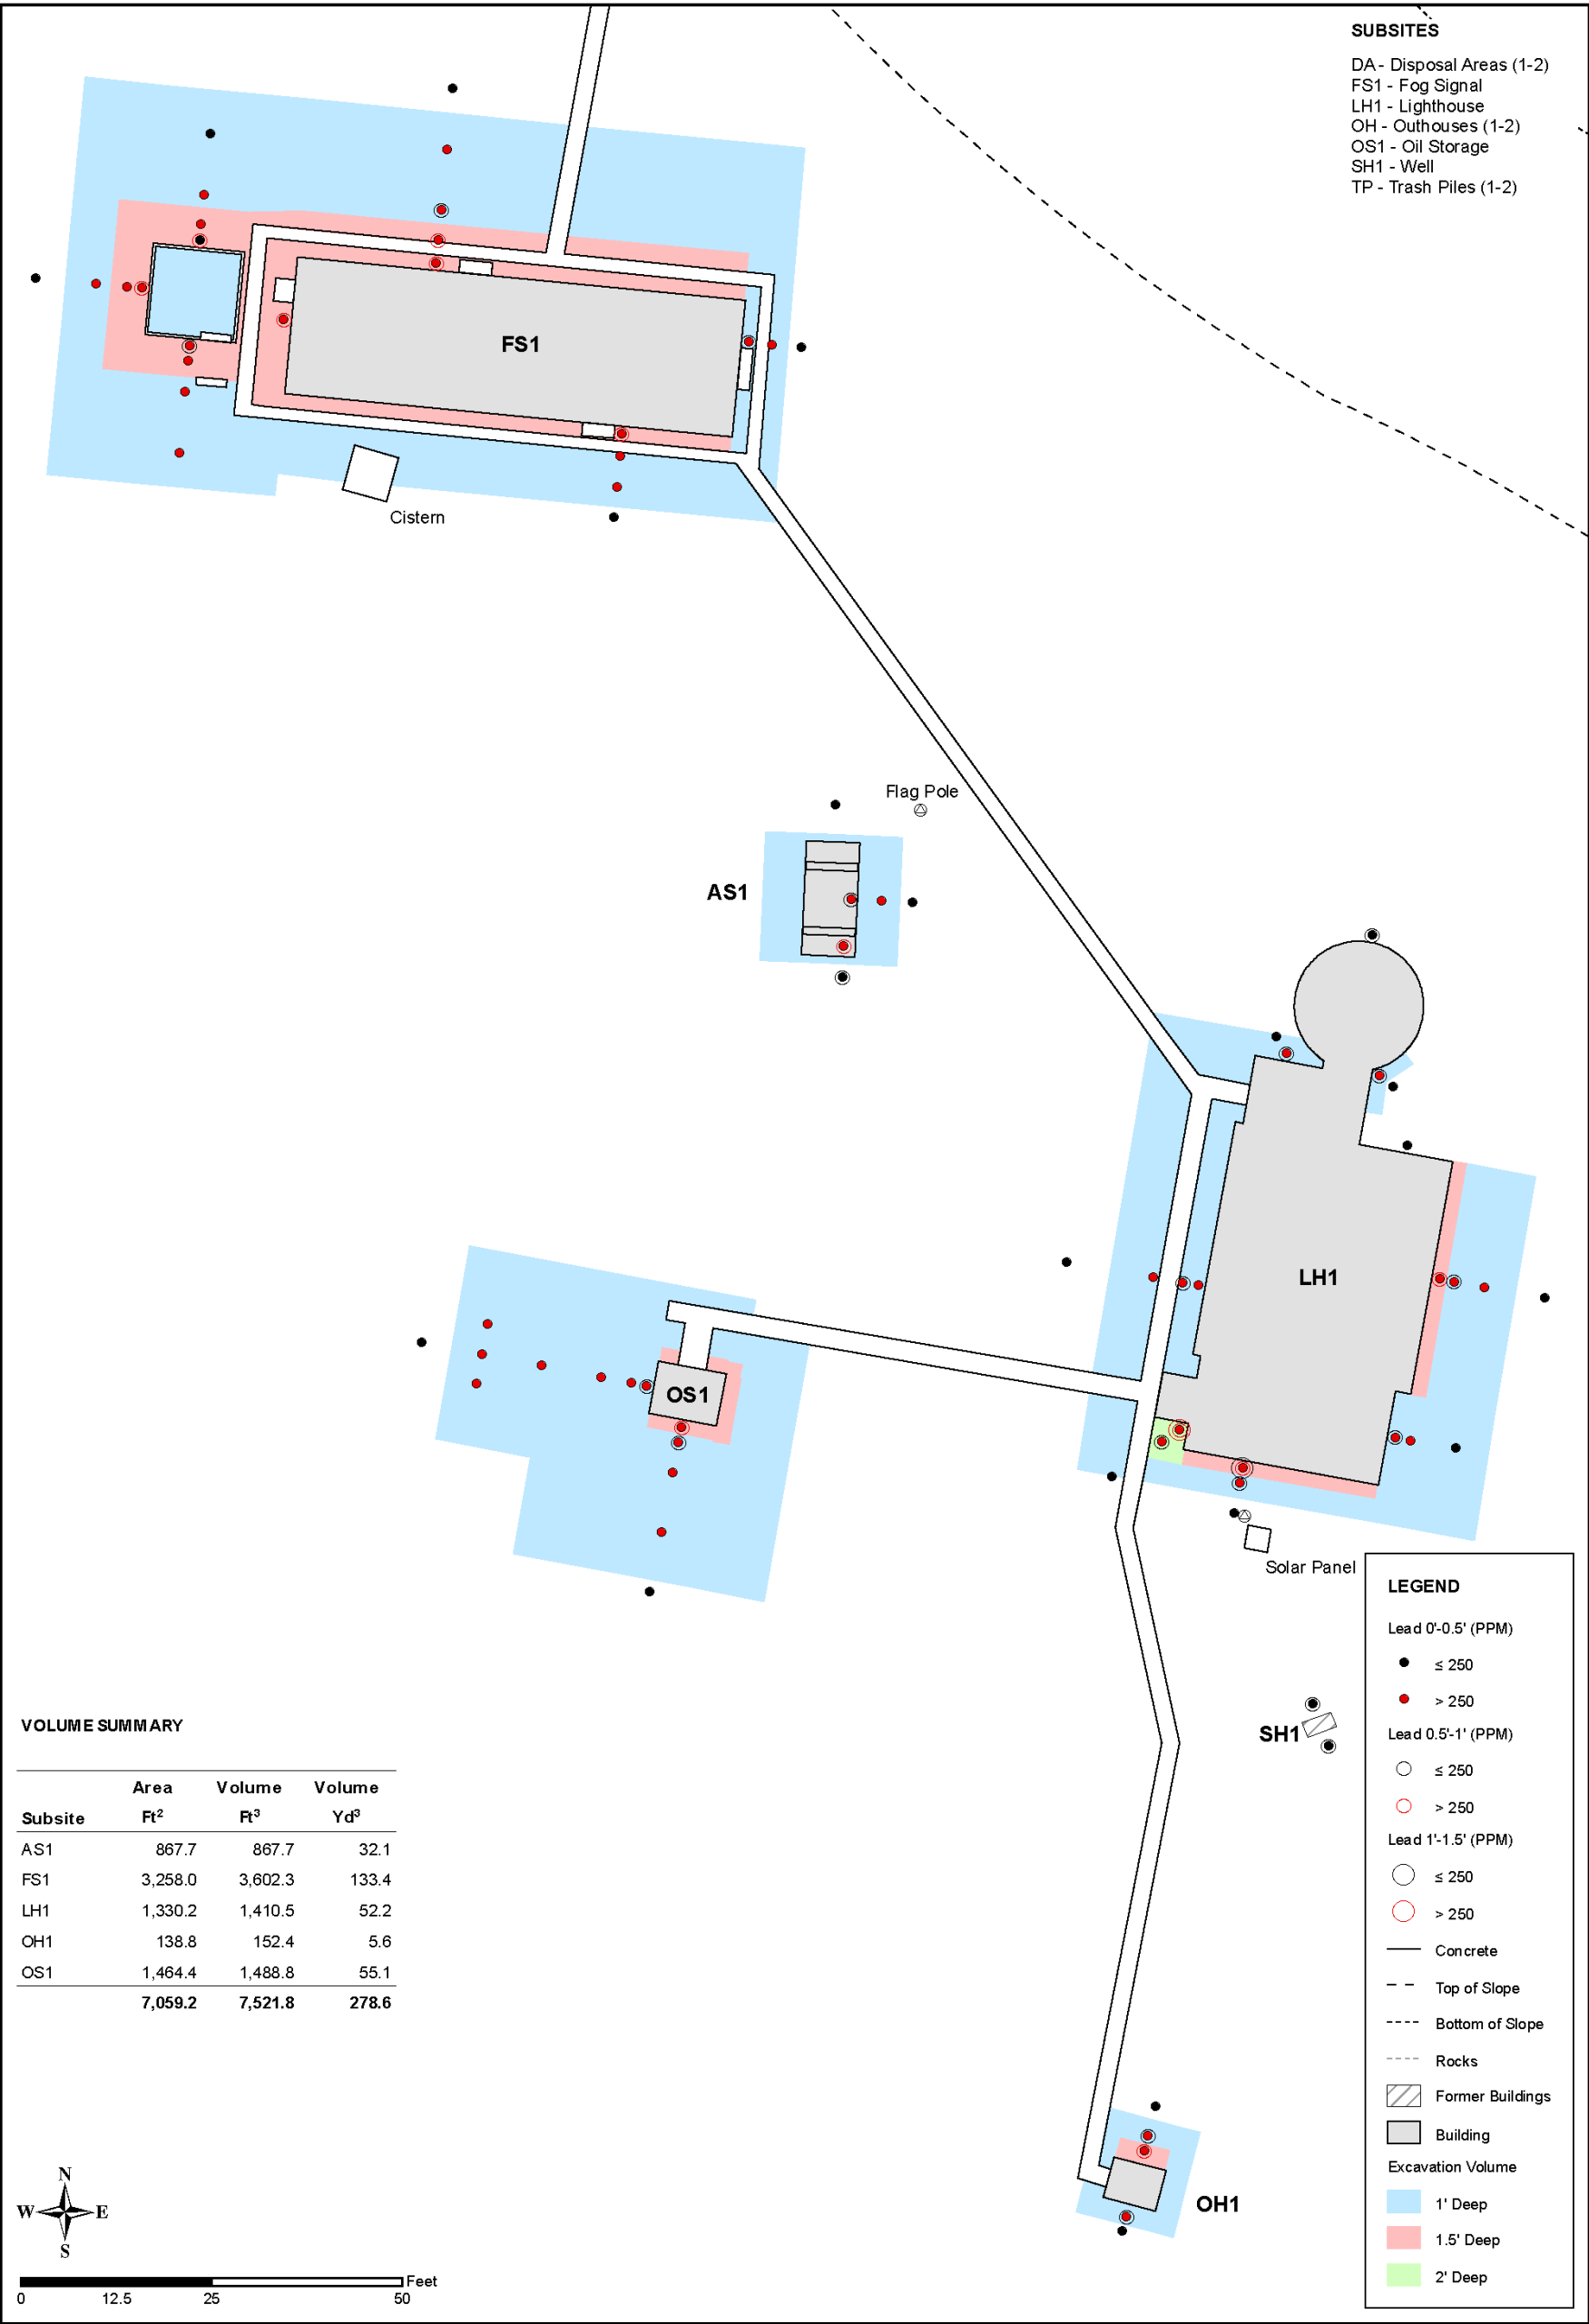 SUBSITES
DA - Disposal Areas (1-2)
FS1 - Fog Signal
LH1 - Lighthouse
OH - Outhouses (1-2)
OS1 - Oil Storage
SH1 - Well
TP - Trash Piles (1-2)
FS1
Cistern
Flag Pole
AS1
LH1
OS1
Solar Panel
SH1
OH1
VOLUME SUMMARY
Area Volume Volume
Subsite Ft² Ft³ Yd³
AS1 867.7 867.7 32.1
FS1 3,258.0 3,602.3 133.4
LH1 1,330.2 1,410.5 52.2
OH1 138.8 152.4 5.6
OS1 1,464.4 1,488.8 55.1
7,059.2 7,521.8 278.6
LEGEND
Lead 0'-0.5' (PPM)
≤ 250
> 250
Lead 0.5'-1' (PPM)
≤ 250
> 250
Lead 1'-1.5' (PPM)
≤ 250
> 250
Concrete
Top of Slope
Bottom of Slope
Rocks
Former Buildings
Building
Excavation Volume
1' Deep
1.5' Deep
2' Deep
N
W E
S
Feet
0 12.5 25 50